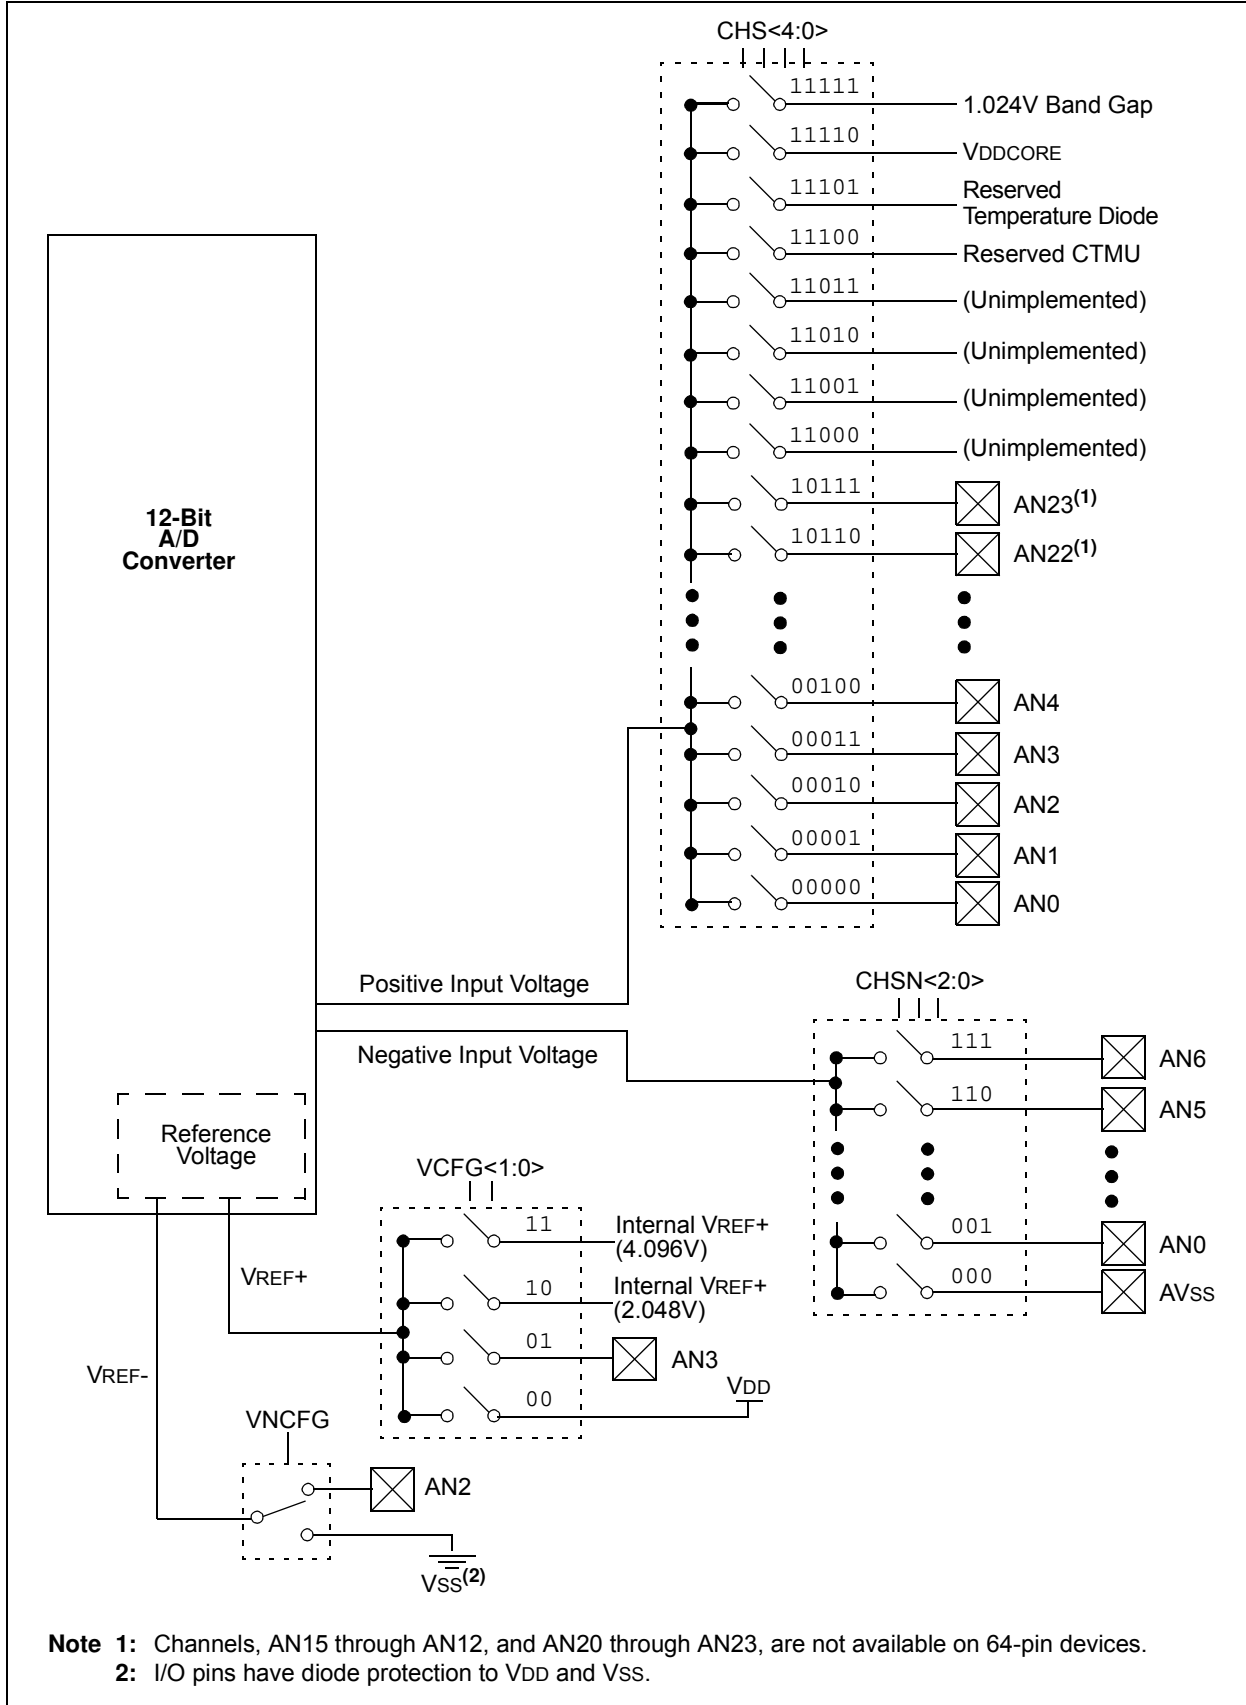 CHS<4:0>
11111
1.024V Band Gap
11110
VDDCORE
11101
Reserved
Temperature Diode
11100
Reserved CTMU
11011
(Unimplemented)
11010
(Unimplemented)
11001
(Unimplemented)
11000
(Unimplemented)
10111
AN23(1)
10110
AN22(1)
12-Bit
A/D
Converter
00100
AN4
00011
AN3
00010
AN2
00001
AN1
00000
AN0
Positive Input Voltage
CHSN<2:0>
Negative Input Voltage
111
AN6
110
AN5
Reference
Voltage
VCFG<1:0>
11
Internal VREF+
(4.096V)
001
AN0
VREF+
10
Internal VREF+
(2.048V)
000
AVSS
01
AN3
VREF-
00
VDD
VNCFG
AN2
VSS(2)
Note 1: Channels, AN15 through AN12, and AN20 through AN23, are not available on 64-pin devices.
2: I/O pins have diode protection to VDD and VSS.